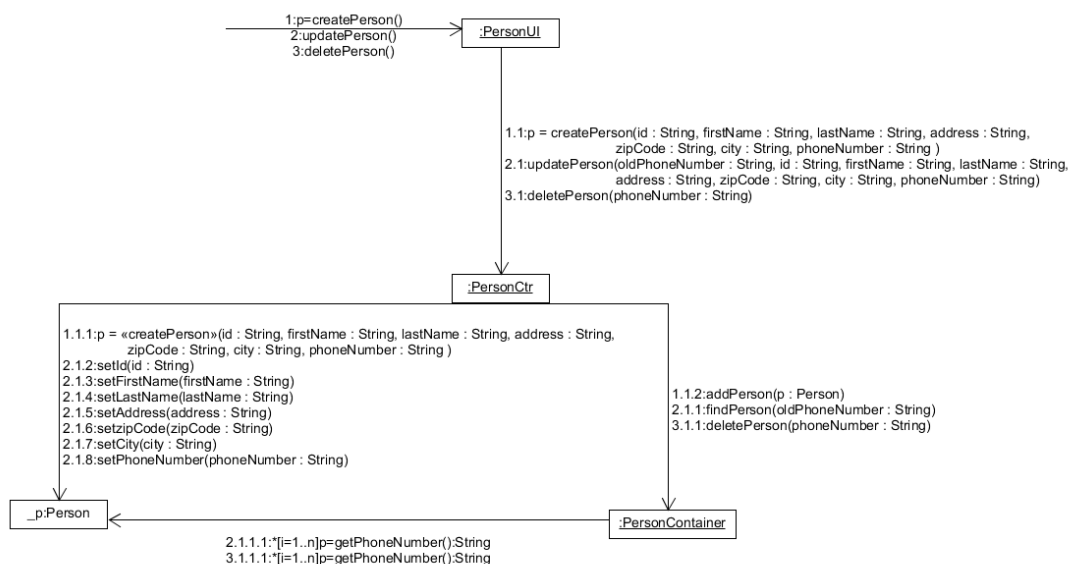 1:p=createPerson()
2:updatePerson()
3:deletePerson()
:PersonUI
1.1:p = createPerson(id : String, firstName : String, lastName : String, address : String,
zipCode : String, city : String, phoneNumber : String )
2.1:updatePerson(oldPhoneNumber : String, id : String, firstName : String, lastName : String,
address : String, zipCode : String, city : String, phoneNumber : String)
3.1:deletePerson(phoneNumber : String)
:PersonCtr
1.1.1:p = «createPerson»(id : String, firstName : String, lastName : String, address : String,
zipCode : String, city : String, phoneNumber : String )
2.1.2:setId(id : String)
2.1.3:setFirstName(firstName : String)
2.1.4:setLastName(lastName : String)
2.1.5:setAddress(address : String)
2.1.6:setzipCode(zipCode : String)
2.1.7:setCity(city : String)
2.1.8:setPhoneNumber(phoneNumber : String)
1.1.2:addPerson(p : Person)
2.1.1:findPerson(oldPhoneNumber : String)
3.1.1:deletePerson(phoneNumber : String)
_p:Person
:PersonContainer
2.1.1.1:*[i=1..n]p=getPhoneNumber():String
3.1.1.1:*[i=1..n]p=getPhoneNumber():String